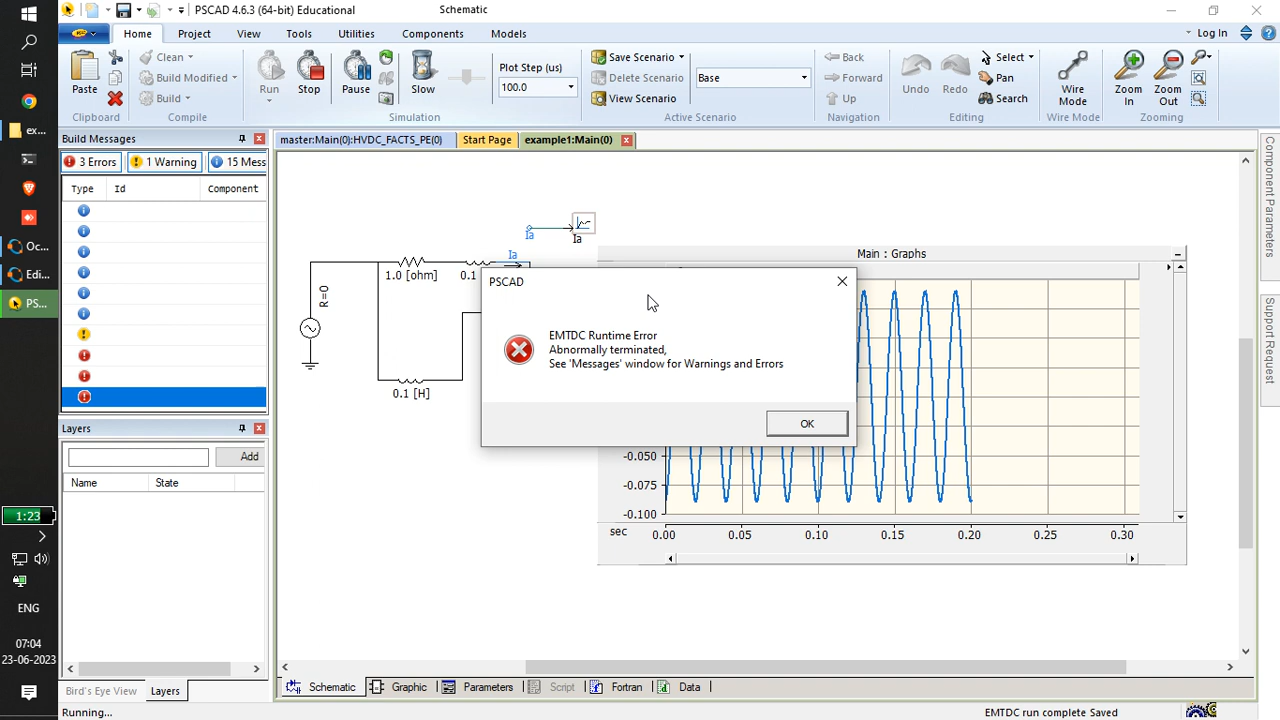 PSCAD 4.6.3 (64-bit) Educational
Schematic
Home
Project
View
Tools
Utilities
Components
Models
Log In
Paste
Clean
Build Modified
Build
Run
Stop
Pause
Slow
Plot Step (us)
100.0
Save Scenario
Delete Scenario
View Scenario
Base
Back
Forward
Up
Undo
Redo
Select
Pan
Search
Wire
Mode
Zoom
In
Zoom
Out
Clipboard
Compile
Simulation
Active Scenario
Navigation
Editing
Wire Mode
Zooming
Build Messages
master:Main(0):HVDC_FACTS_PE(0)
Start Page
example1:Main(0)
3 Errors
1 Warning
15 Mess
Type
Id
Component
Layers
Add
Name
State
Bird's Eye View
Layers
Ia
Ia
Ia
1.0 [ohm]
0.1
R=0
0.1 [H]
Main : Graphs
-0.050
-0.075
-0.100
sec
0.00
0.05
0.10
0.15
0.20
0.25
0.30
PSCAD
EMTDC Runtime Error
Abnormally terminated,
See 'Messages' window for Warnings and Errors
OK
Component Parameters
Support Request
Schematic
Graphic
Parameters
Script
Fortran
Data
Running...
EMTDC run complete Saved
ex...
Oc...
Edi...
PS...
1:23
ENG
07:04
23-06-2023